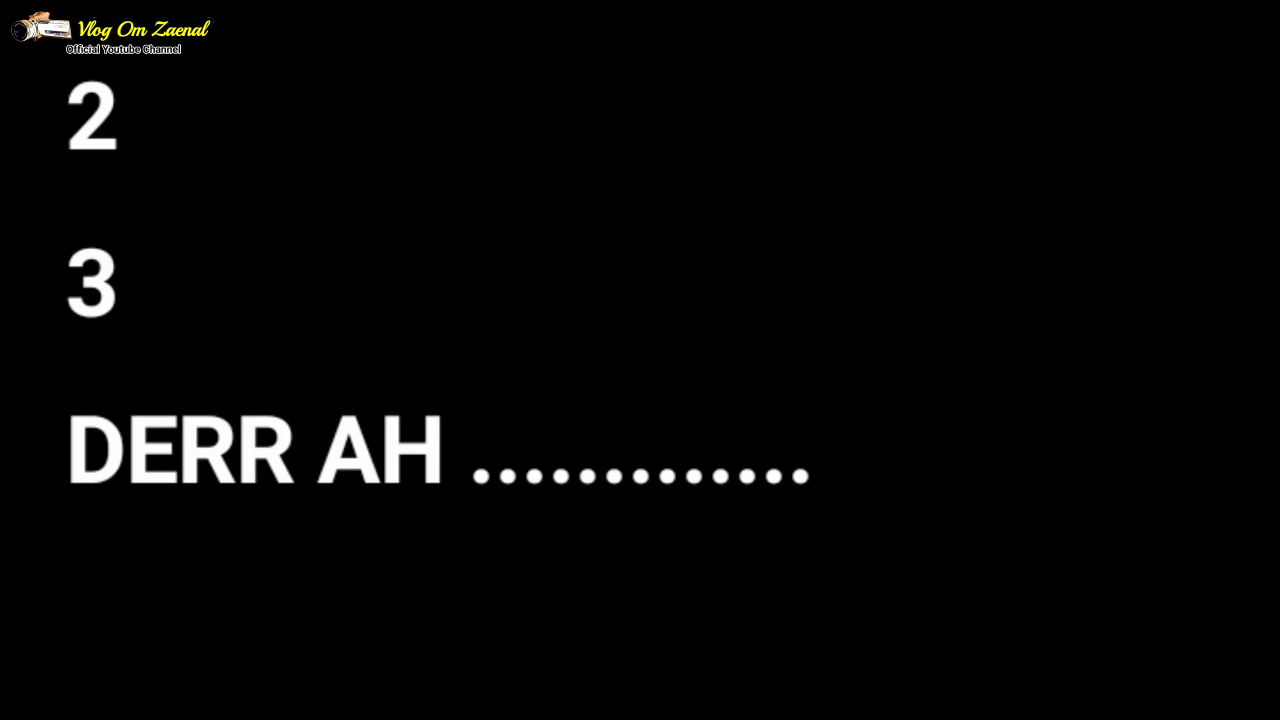 Vlog Om Zaenal
Official Youtube Channel
2
3
DERR AH .............